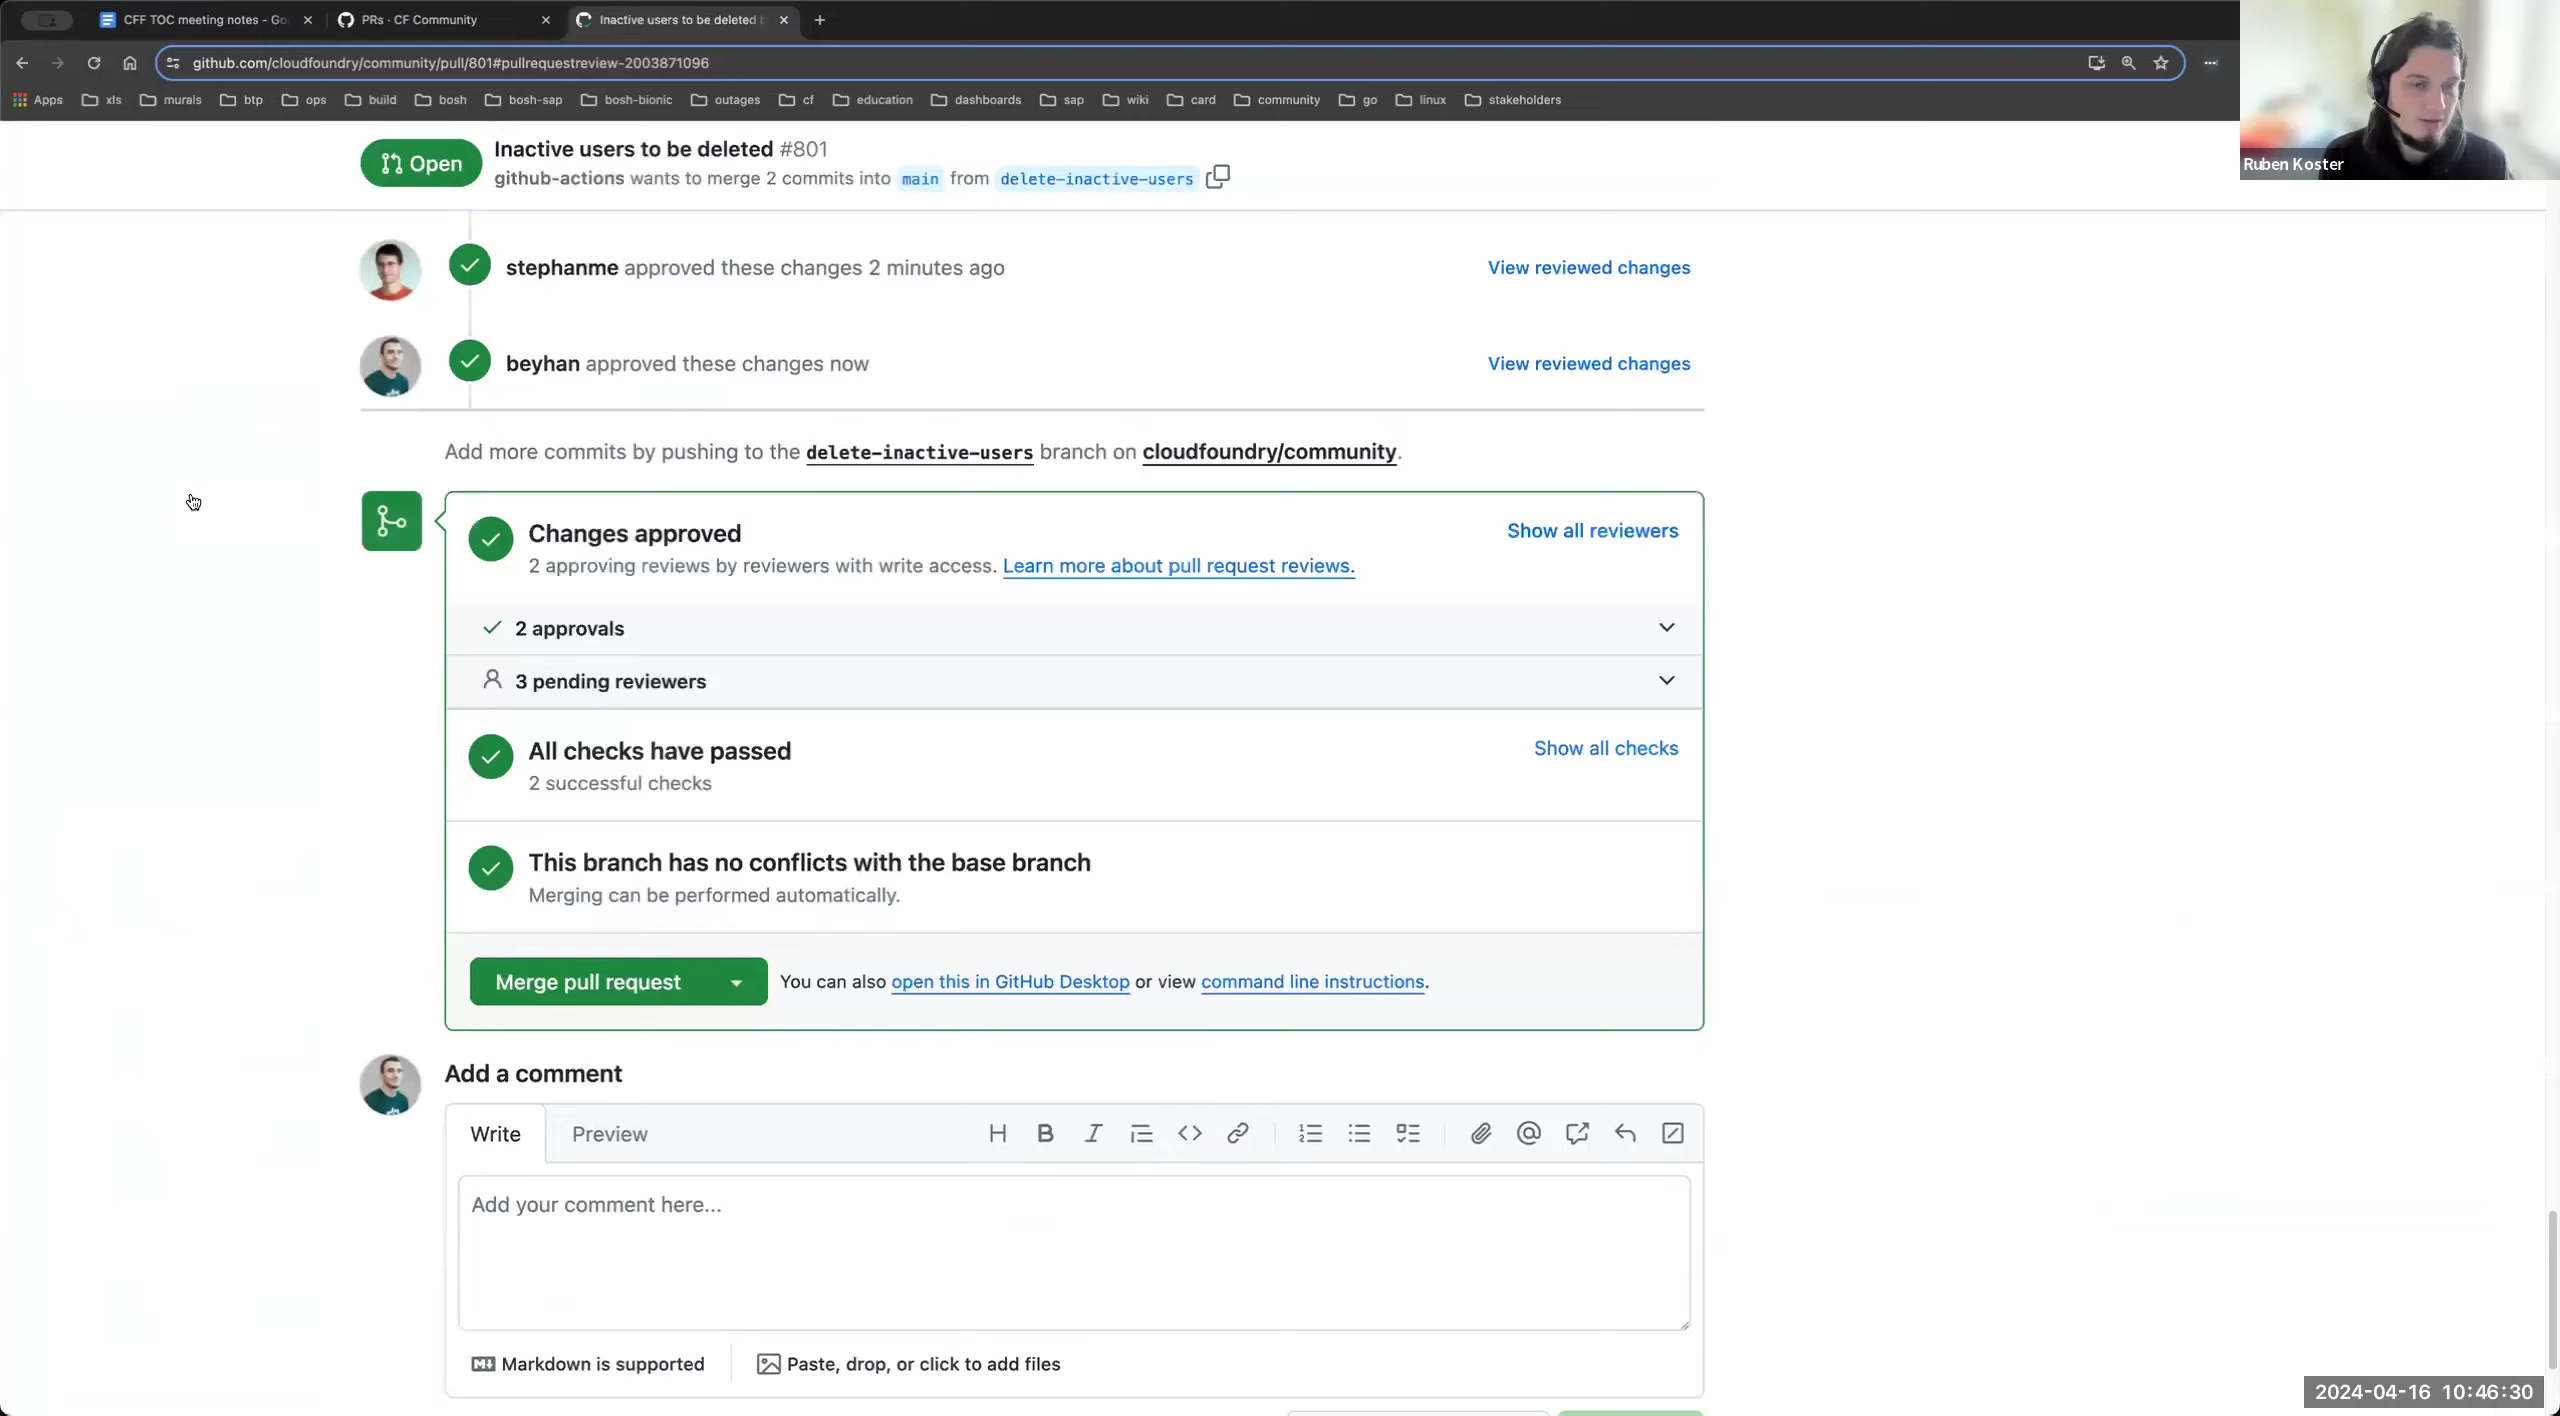 CFF TOC meeting notes - Go
PRs · CF Community
Inactive users to be deleted
github.com/cloudfoundry/community/pull/801#pullrequestreview-2003871096
Apps xls murals btp ops build bosh bosh-sap bosh-bionic outages cf education dashboards sap wiki card community go linux stakeholders
Ruben Koster
Open
Inactive users to be deleted #801
github-actions wants to merge 2 commits into main from delete-inactive-users
stephanme approved these changes 2 minutes ago
View reviewed changes
beyhan approved these changes now
View reviewed changes
Add more commits by pushing to the delete-inactive-users branch on cloudfoundry/community.
Changes approved
Show all reviewers
2 approving reviews by reviewers with write access. Learn more about pull request reviews.
2 approvals
3 pending reviewers
All checks have passed
Show all checks
2 successful checks
This branch has no conflicts with the base branch
Merging can be performed automatically.
Merge pull request
You can also open this in GitHub Desktop or view command line instructions.
Add a comment
Write
Preview
Add your comment here...
Markdown is supported
Paste, drop, or click to add files
2024-04-16 10:46:30